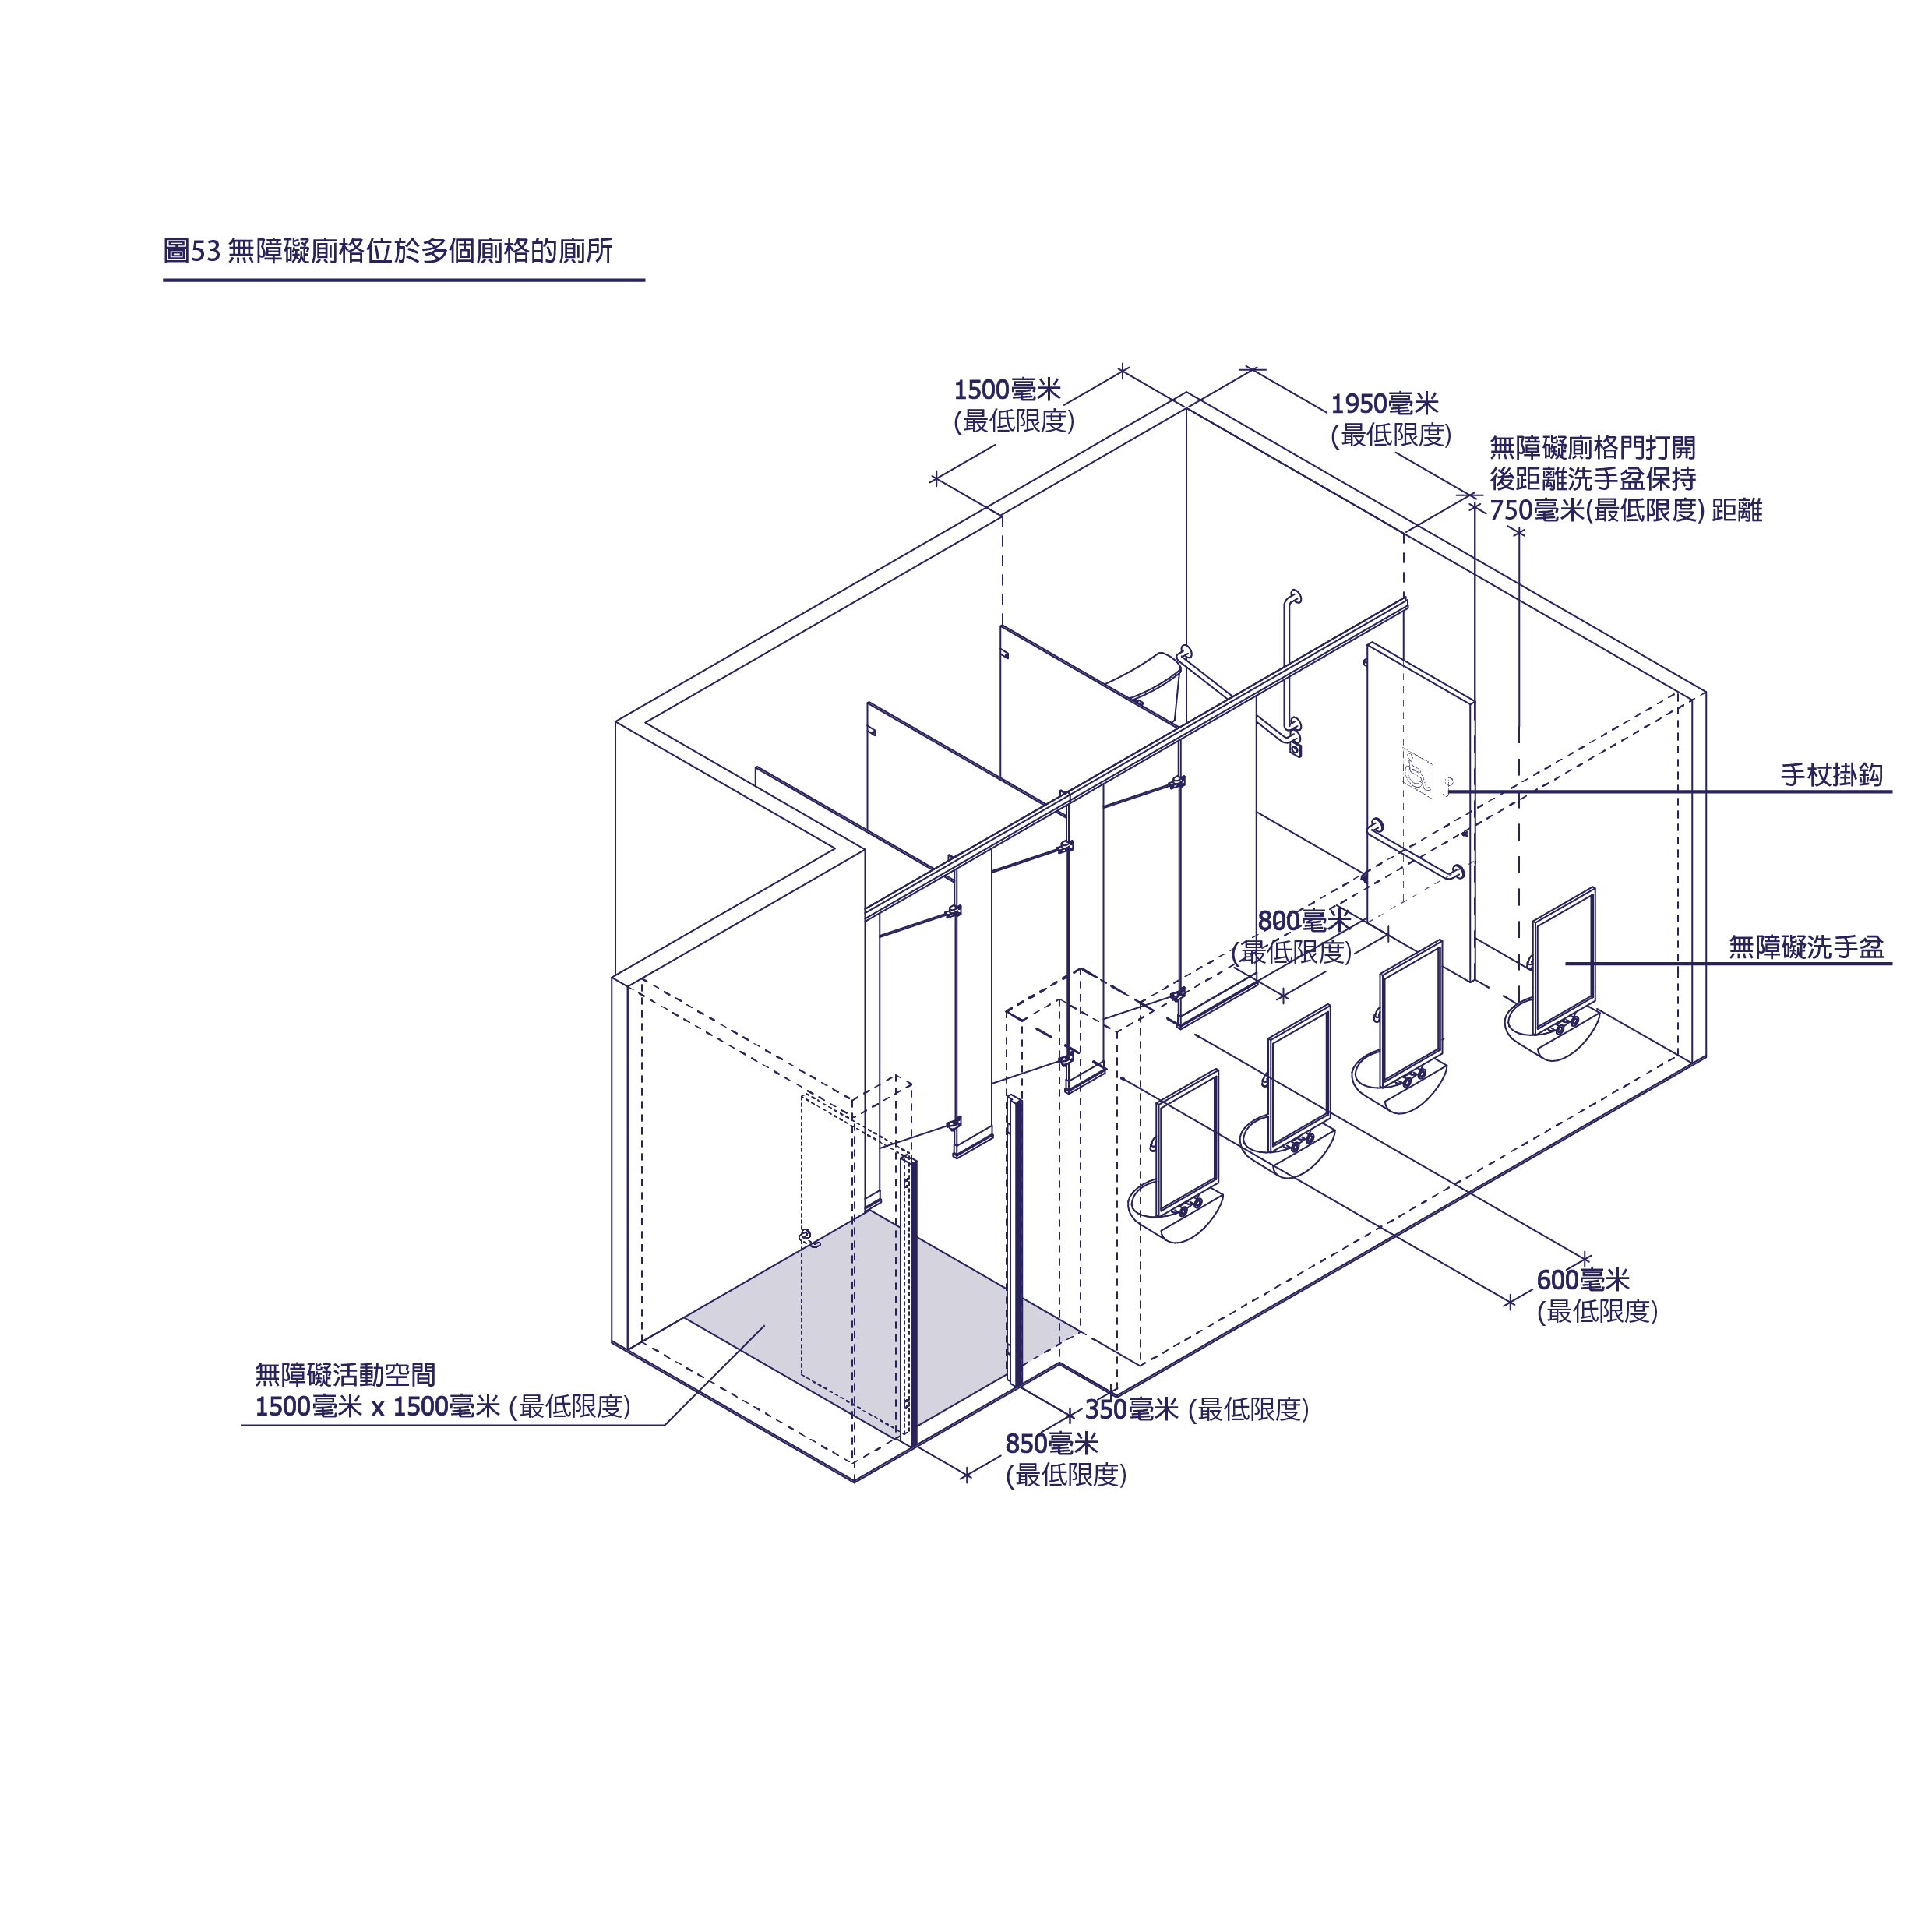 圖53 無障礙廁格位於多個廁格的廁所
1500毫米
(最低限度)
1950毫米
(最低限度)
無障礙廁格門打開
後距離洗手盆保持
750毫米(最低限度) 距離
手杖掛鈎
800毫米
(最低限度)
無障礙洗手盆
600毫米
(最低限度)
無障礙活動空間
1500毫米 x 1500毫米 (最低限度)
350毫米 (最低限度)
850毫米
(最低限度)